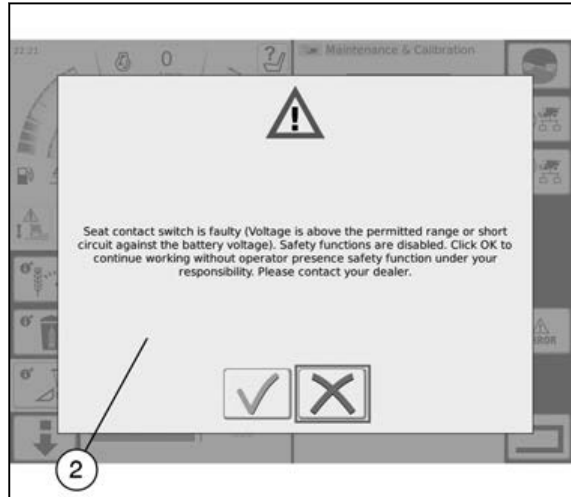 22:21
0
?
Maintenance & Calibration
Seat contact switch is faulty (Voltage is above the permitted range or short
circuit against the battery voltage). Safety functions are disabled. Click OK to
continue working without operator presence safety function under your
responsibility. Please contact your dealer.
2